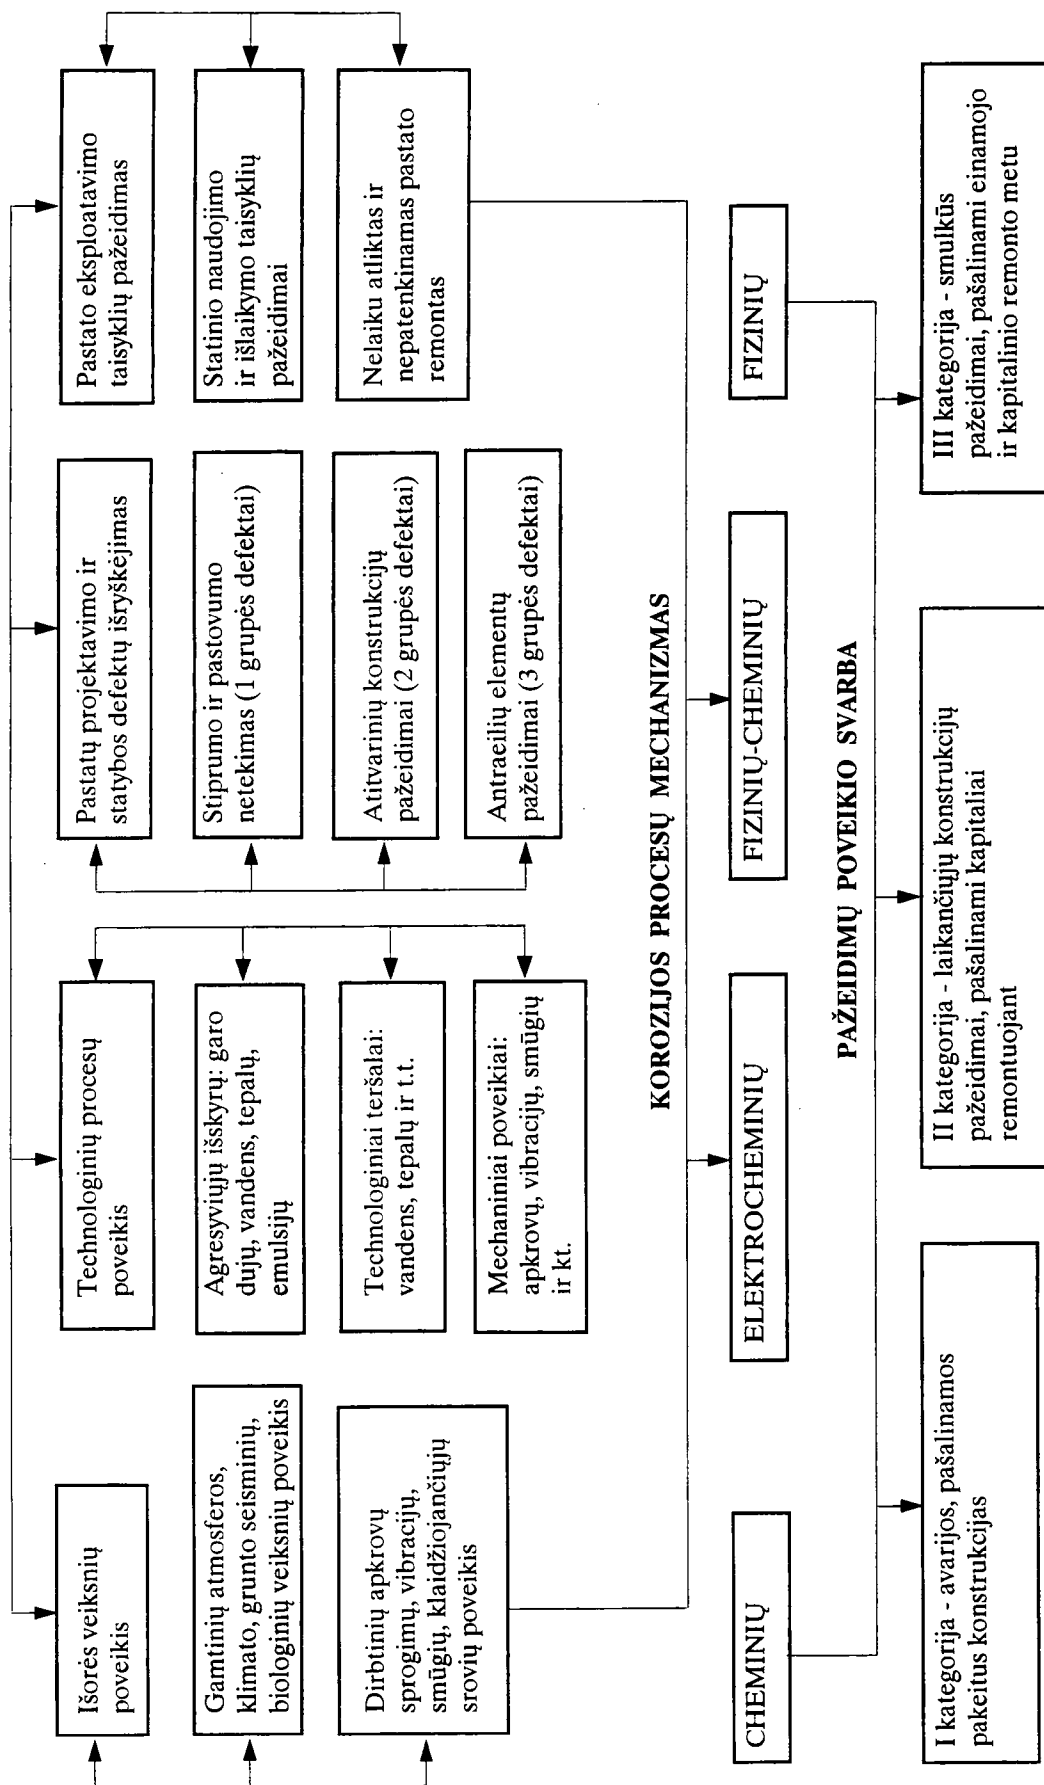 Išorės veiksnių
poveikis
Gamtinių atmosferos,
klimato, grunto seisminių,
biologinių veiksnių poveikis
Dirbtinių apkrovų
sprogimų, vibracijų,
smūgių, klaidžiojančiųjų
srovių poveikis
Technologinių procesų
poveikis
Agresyviųjų išskyrų: garo
dujų, vandens, tepalų,
emulsijų
Technologiniai teršalai:
vandens, tepalų ir t.t.
Mechaniniai poveikiai:
apkrovų, vibracijų, smūgių
ir kt.
Pastatų projektavimo ir
statybos defektų išryškėjimas
Stiprumo ir pastovumo
netekimas (1 grupės defektai)
Atitvarinių konstrukcijų
pažeidimai (2 grupės defektai)
Antraeilių elementų
pažeidimai (3 grupės defektai)
Pastato eksploatavimo
taisyklių pažeidimas
Statinio naudojimo
ir išlaikymo taisyklių
pažeidimai
Nelaiku atliktas ir
nepatenkinamas pastato
remontas
KOROZIJOS PROCESŲ MECHANIZMAS
CHEMINIŲ
ELEKTROCHEMINIŲ
FIZINIŲ-CHEMINIŲ
FIZINIŲ
PAŽEIDIMŲ POVEIKIO SVARBA
I kategorija - avarijos, pašalinamos
pakeitus konstrukcijas
II kategorija - laikančiųjų konstrukcijų
pažeidimai, pašalinami kapitaliai
remontuojant
III kategorija - smulkūs
pažeidimai, pašalinami einamojo
ir kapitalinio remonto metu